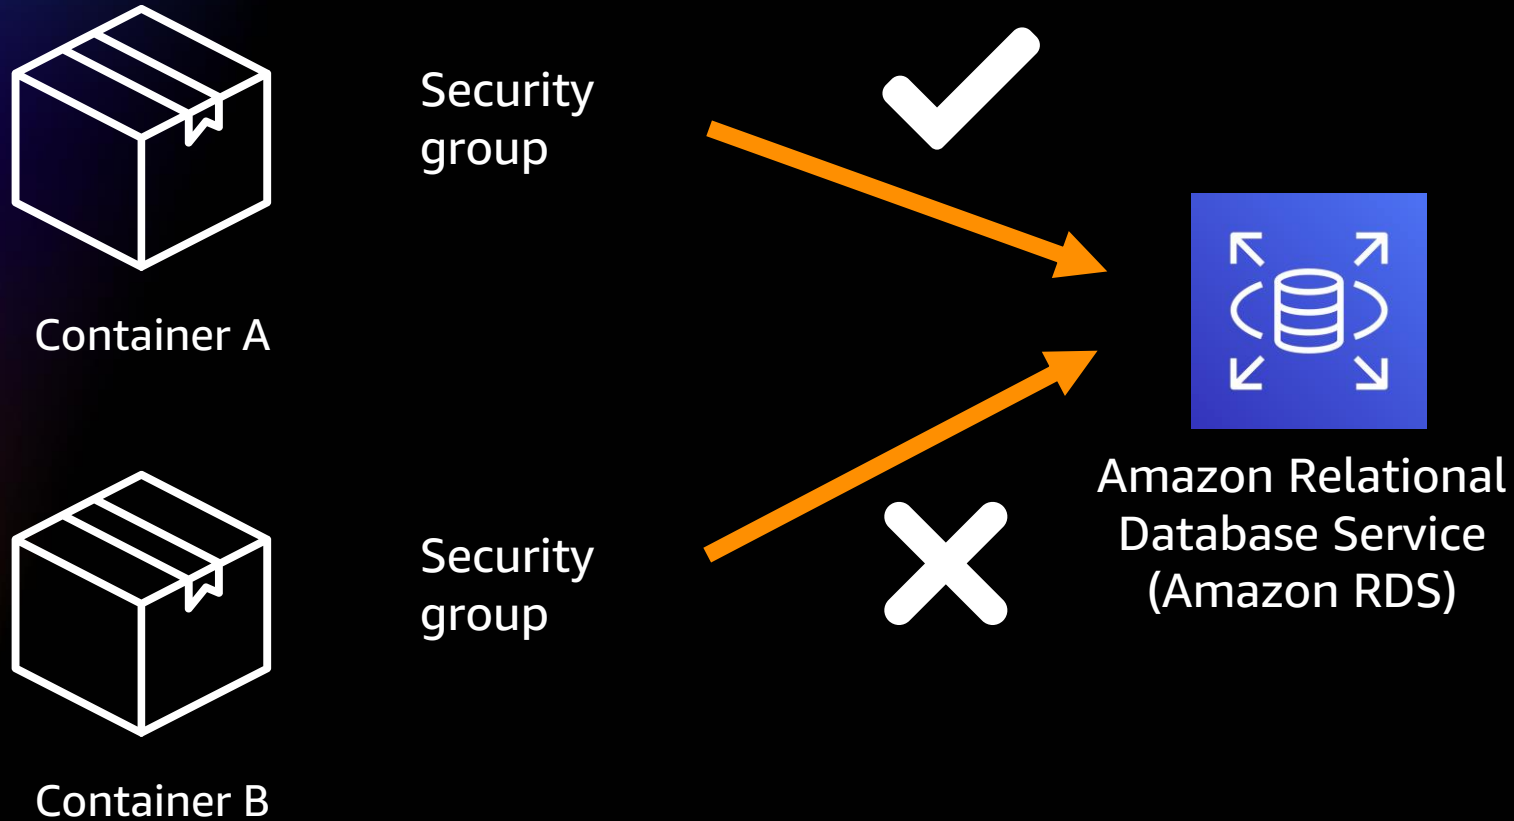 Security
group
Container A
Security
group
Container B
Amazon Relational
Database Service
(Amazon RDS)